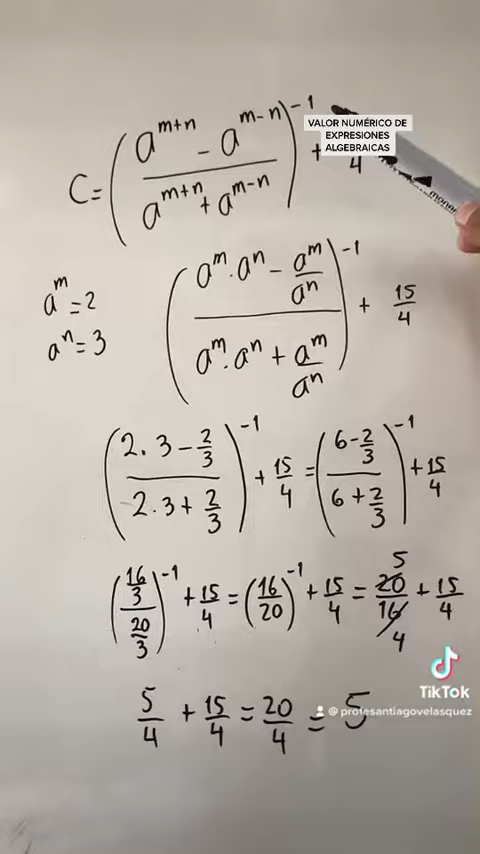 C = (a^(m+n) - a^(m-n) / a^(m+n) + a^(m-n))^-1 + /4
VALOR NUMÉRICO DE
EXPRESIONES
ALGEBRAICAS
a^m = 2
a^n = 3
(a^m . a^n - a^m/a^n / a^m . a^n + a^m/a^n)^-1 + 15/4
(2 . 3 - 2/3 / 2 . 3 + 2/3)^-1 + 15/4 = (6 - 2/3 / 6 + 2/3)^-1 + 15/4
(16/3 / 20/3)^-1 + 15/4 = (16/20)^-1 + 15/4 = 20/16 5/4 + 15/4
5/4 + 15/4 = 20/4 = 5
TikTok
@profesantiagovelasquez